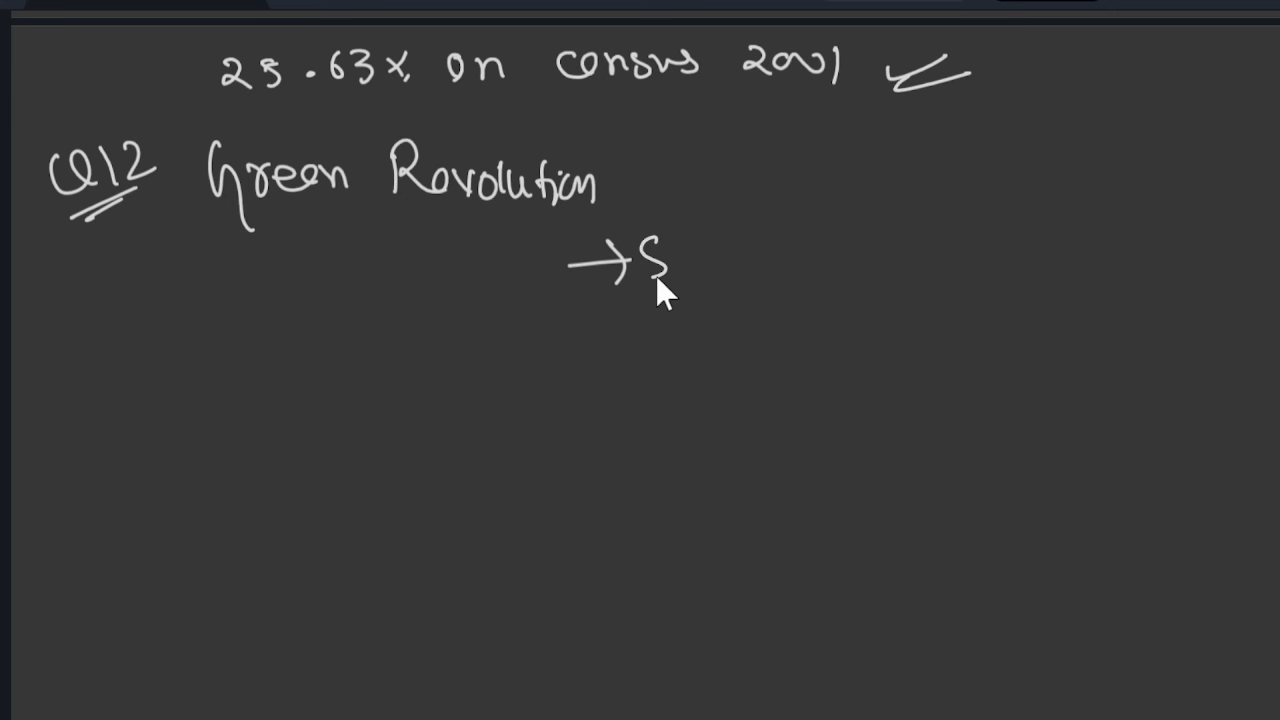 25.63% on census 2001
Q12 Green Revolution
→ S